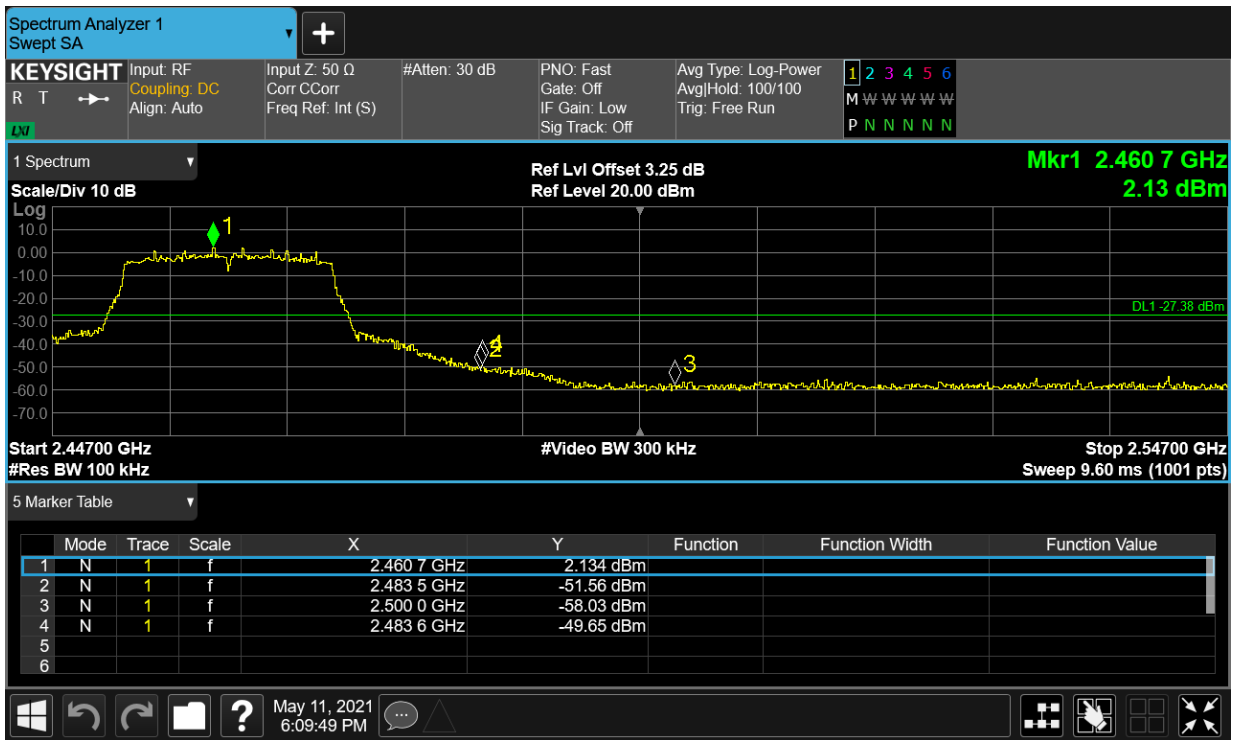 Spectrum Analyzer 1
Swept SA
KEYSIGHT
R T
LXI
Input: RF
Coupling: DC
Align: Auto
Input Z: 50 Ω
Corr CCorr
Freq Ref: Int (S)
#Atten: 30 dB
PNO: Fast
Gate: Off
IF Gain: Low
Sig Track: Off
Avg Type: Log-Power
Avg|Hold: 100/100
Trig: Free Run
1 2 3 4 5 6
M W W W W W
P N N N N N
1 Spectrum
Scale/Div 10 dB
Ref Lvl Offset 3.25 dB
Ref Level 20.00 dBm
Mkr1 2.460 7 GHz
2.13 dBm
Log
10.0
0.00
-10.0
-20.0
-30.0
-40.0
-50.0
-60.0
-70.0
1
4
2
3
DL1 -27.38 dBm
Start 2.44700 GHz
#Res BW 100 kHz
#Video BW 300 kHz
Stop 2.54700 GHz
Sweep 9.60 ms (1001 pts)
5 Marker Table
Mode Trace Scale X Y Function Function Width Function Value
1 N 1 f 2.460 7 GHz 2.134 dBm
2 N 1 f 2.483 5 GHz -51.56 dBm
3 N 1 f 2.500 0 GHz -58.03 dBm
4 N 1 f 2.483 6 GHz -49.65 dBm
5
6
?
May 11, 2021
6:09:49 PM